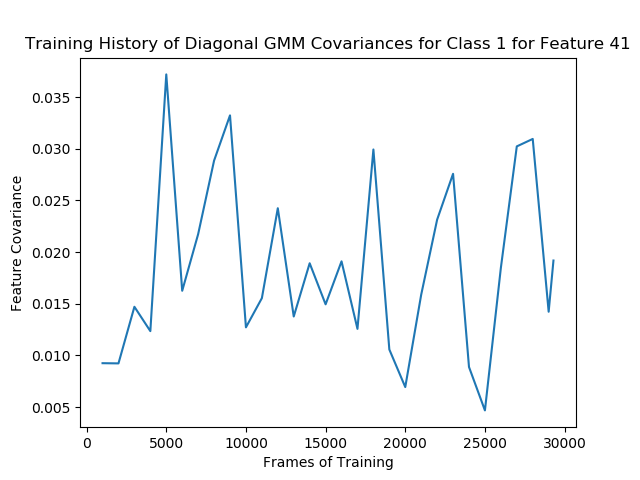 Training History of Diagonal GMM Covariances for Class 1 for Feature 41
0.035
0.030
0.025
0.020
0.015
0.010
0.005
Feature Covariance
0 5000 10000 15000 20000 25000 30000
Frames of Training